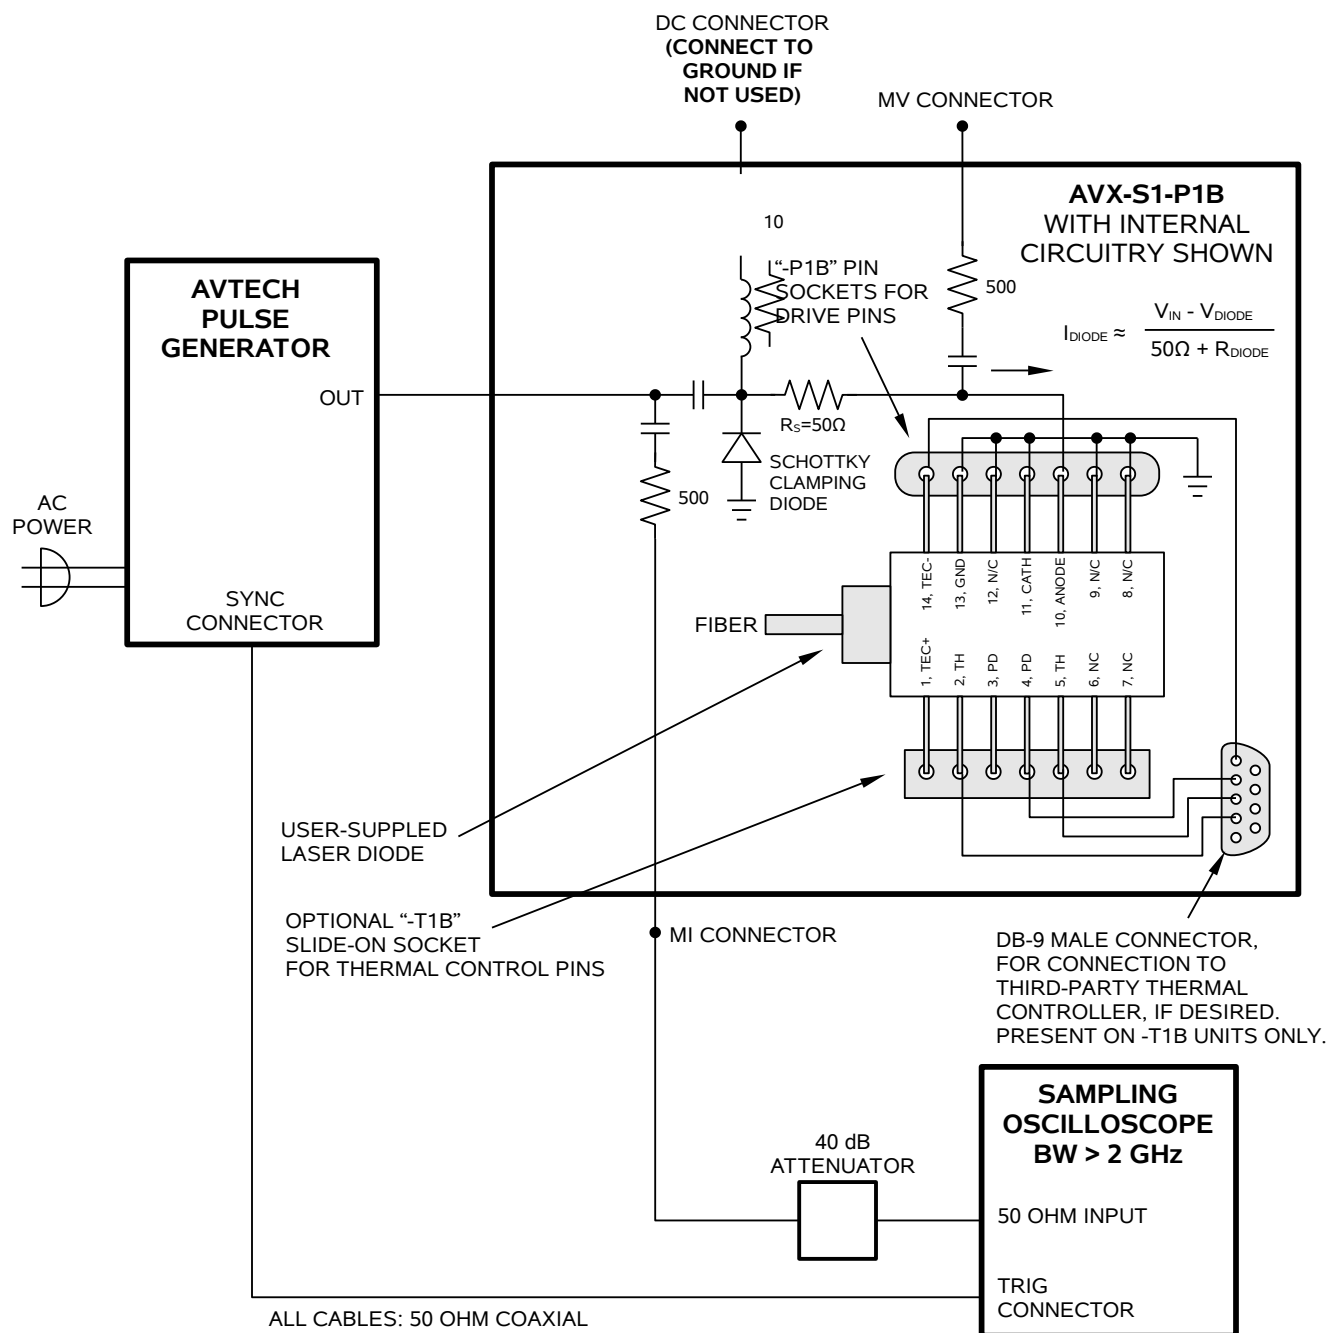 DC CONNECTOR
(CONNECT TO
GROUND IF
NOT USED)
MV CONNECTOR
AVX-S1-P1B
WITH INTERNAL
CIRCUITRY SHOWN
10
"-P1B" PIN
SOCKETS FOR
DRIVE PINS
500
I_DIODE ≈ V_IN - V_DIODE
50Ω + R_DIODE
AVTECH
PULSE
GENERATOR
OUT
R_S=50Ω
SCHOTTKY
CLAMPING
DIODE
500
AC
POWER
SYNC
CONNECTOR
14, TEC-
13, GND
12, N/C
11, CATH
10, ANODE
9, N/C
8, N/C
FIBER
1, TEC+
2, TH
3, PD
4, PD
5, TH
6, NC
7, NC
USER-SUPPLED
LASER DIODE
OPTIONAL “-T1B”
SLIDE-ON SOCKET
FOR THERMAL CONTROL PINS
MI CONNECTOR
DB-9 MALE CONNECTOR,
FOR CONNECTION TO
THIRD-PARTY THERMAL
CONTROLLER, IF DESIRED.
PRESENT ON -T1B UNITS ONLY.
SAMPLING
OSCILLOSCOPE
BW > 2 GHz
40 dB
ATTENUATOR
50 OHM INPUT
TRIG
CONNECTOR
ALL CABLES: 50 OHM COAXIAL